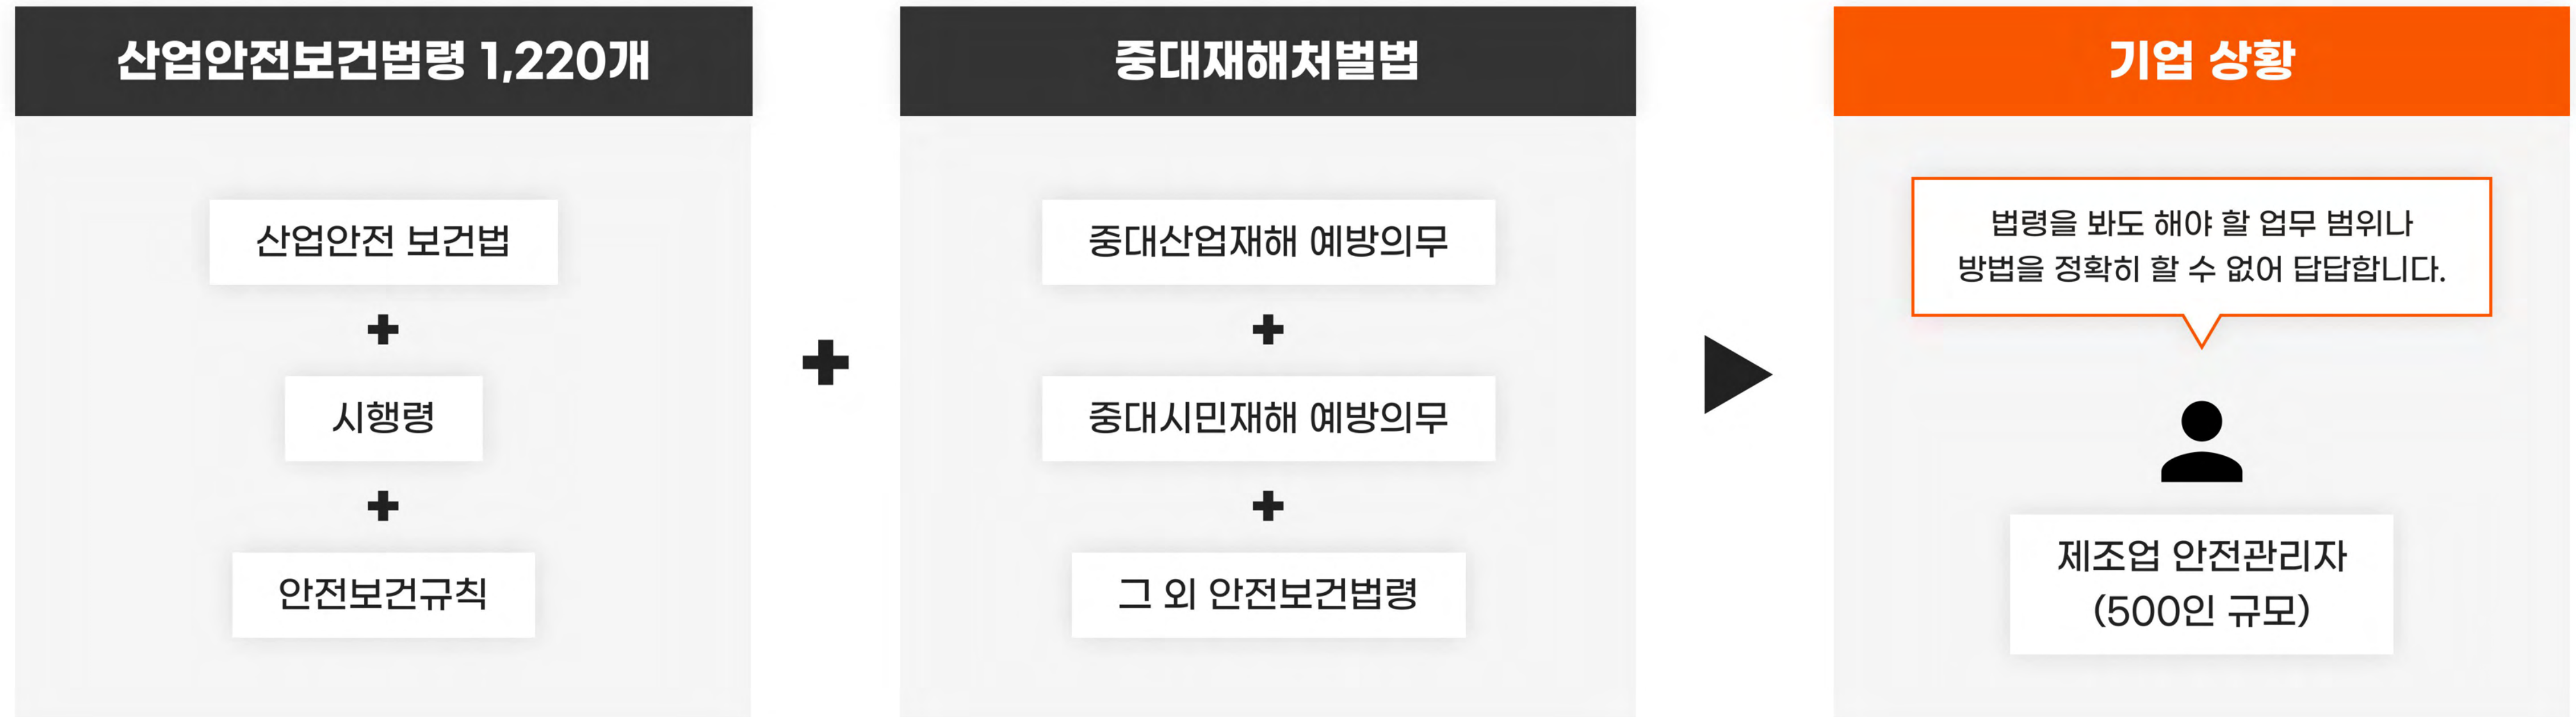 산업안전보건법령 1,220개
산업안전 보건법
+
시행령
+
안전보건규칙
+
중대재해처벌법
중대산업재해 예방의무
+
중대시민재해 예방의무
+
그 외 안전보건법령
기업 상황
법령을 봐도 해야 할 업무 범위나
방법을 정확히 할 수 없어 답답합니다.
제조업 안전관리자
(500인 규모)